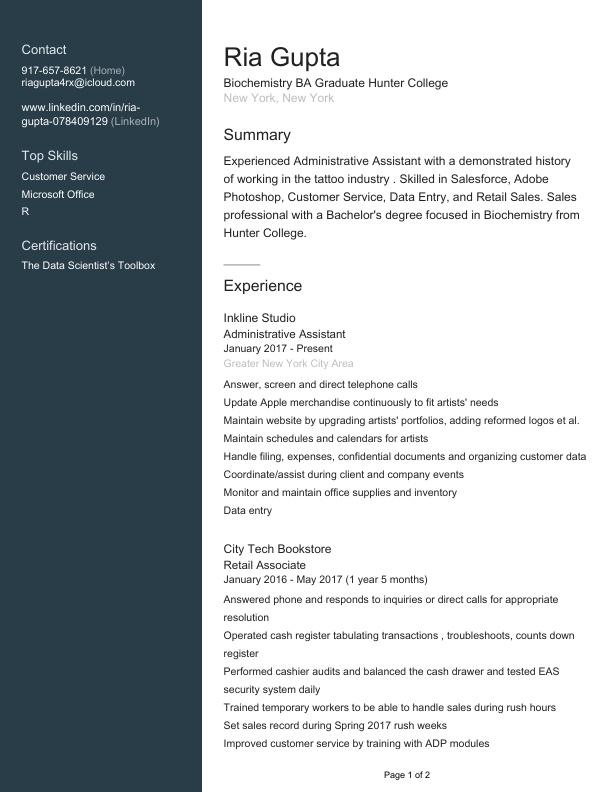 Contact
917-657-8621 (Home)
riagupta4rx@icloud.com
www.linkedin.com/in/ria-
gupta-078409129 (LinkedIn)
Top Skills
Customer Service
Microsoft Office
R
Certifications
The Data Scientist's Toolbox
Ria Gupta
Biochemistry BA Graduate Hunter College
New York, New York
Summary
Experienced Administrative Assistant with a demonstrated history
of working in the tattoo industry . Skilled in Salesforce, Adobe
Photoshop, Customer Service, Data Entry, and Retail Sales. Sales
professional with a Bachelor's degree focused in Biochemistry from
Hunter College.
Experience
Inkline Studio
Administrative Assistant
January 2017 - Present
Greater New York City Area
Answer, screen and direct telephone calls
Update Apple merchandise continuously to fit artists' needs
Maintain website by upgrading artists' portfolios, adding reformed logos et al.
Maintain schedules and calendars for artists
Handle filing, expenses, confidential documents and organizing customer data
Coordinate/assist during client and company events
Monitor and maintain office supplies and inventory
Data entry
City Tech Bookstore
Retail Associate
January 2016 - May 2017 (1 year 5 months)
Answered phone and responds to inquiries or direct calls for appropriate
resolution
Operated cash register tabulating transactions , troubleshoots, counts down
register
Performed cashier audits and balanced the cash drawer and tested EAS
security system daily
Trained temporary workers to be able to handle sales during rush hours
Set sales record during Spring 2017 rush weeks
Improved customer service by training with ADP modules
Page 1 of 2